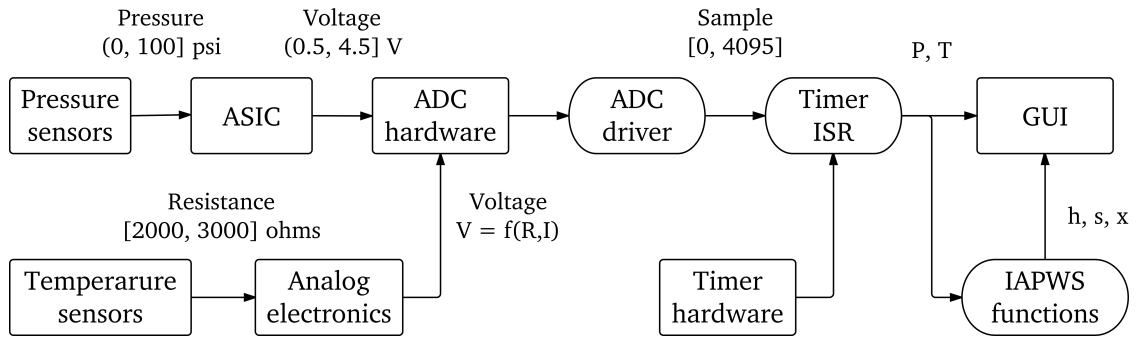 Pressure
(0, 100] psi
Voltage
(0.5, 4.5] V
Sample
[0, 4095]
P, T
Pressure
sensors
ASIC
ADC
hardware
ADC
driver
Timer
ISR
GUI
Resistance
[2000, 3000] ohms
Voltage
V = f(R,I)
h, s, x
Temperarure
sensors
Analog
electronics
Timer
hardware
IAPWS
functions